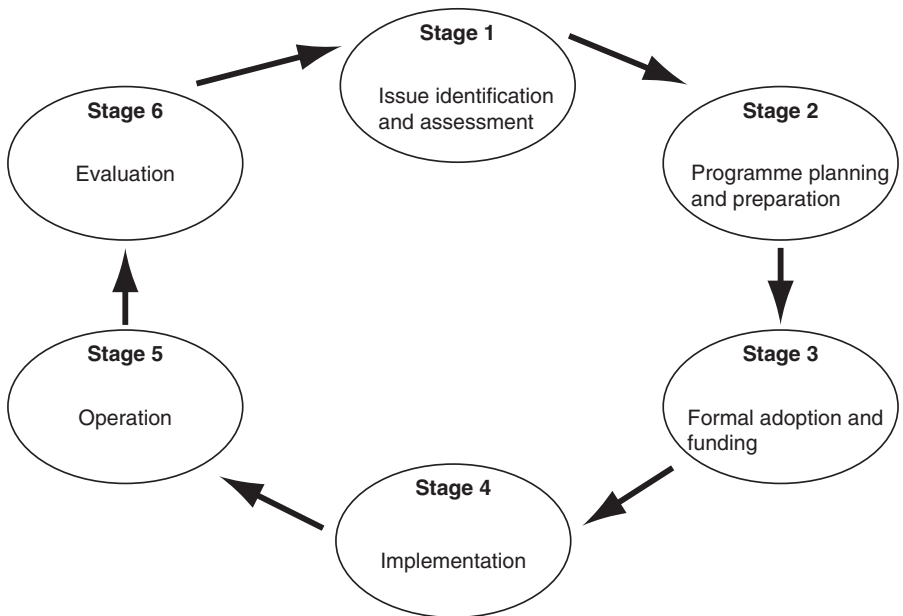 Stage 1
Issue identification
and assessment
Stage 2
Programme planning
and preparation
Stage 3
Formal adoption and
funding
Stage 4
Implementation
Stage 5
Operation
Stage 6
Evaluation